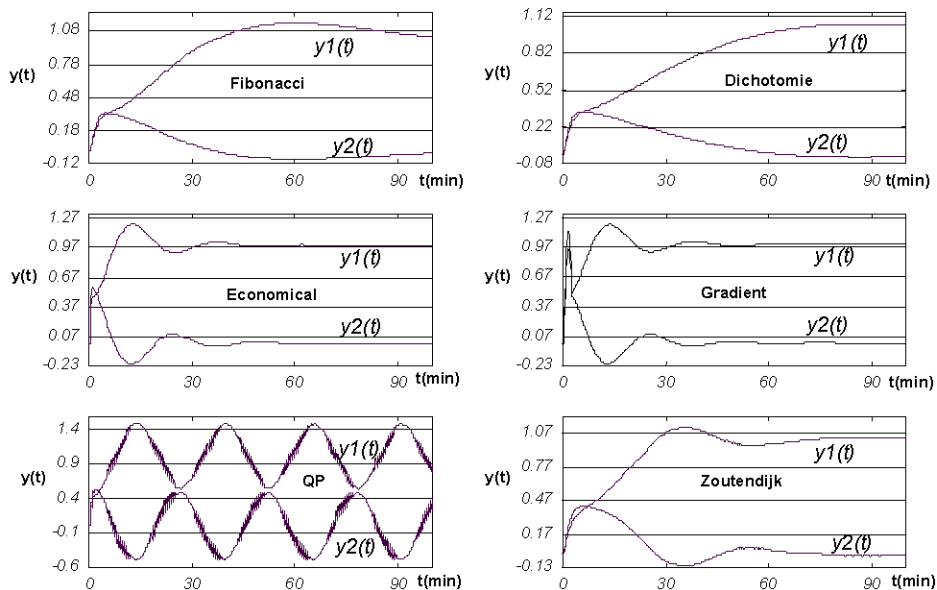 1.08
y1(t)
0.78
y(t)
Fibonacci
0.48
0.18
y2(t)
-0.12
0
30
60
90
t(min)
1.12
y1(t)
0.82
y(t)
Dichotomie
0.52
0.22
y2(t)
-0.08
0
30
60
90
t(min)
1.27
0.97
y1(t)
y(t)
0.67
Economical
0.37
0.07
y2(t)
-0.23
0
30
60
90
t(min)
1.27
0.97
y1(t)
y(t)
0.67
Gradient
0.37
0.07
y2(t)
-0.23
0
30
60
90
t(min)
1.4
y1(t)
0.9
y(t)
QP
0.4
-0.1
y2(t)
-0.6
0
30
60
90
t(min)
1.07
y1(t)
0.77
y(t)
Zoutendijk
0.47
0.17
y2(t)
-0.13
0
30
60
90
t(min)